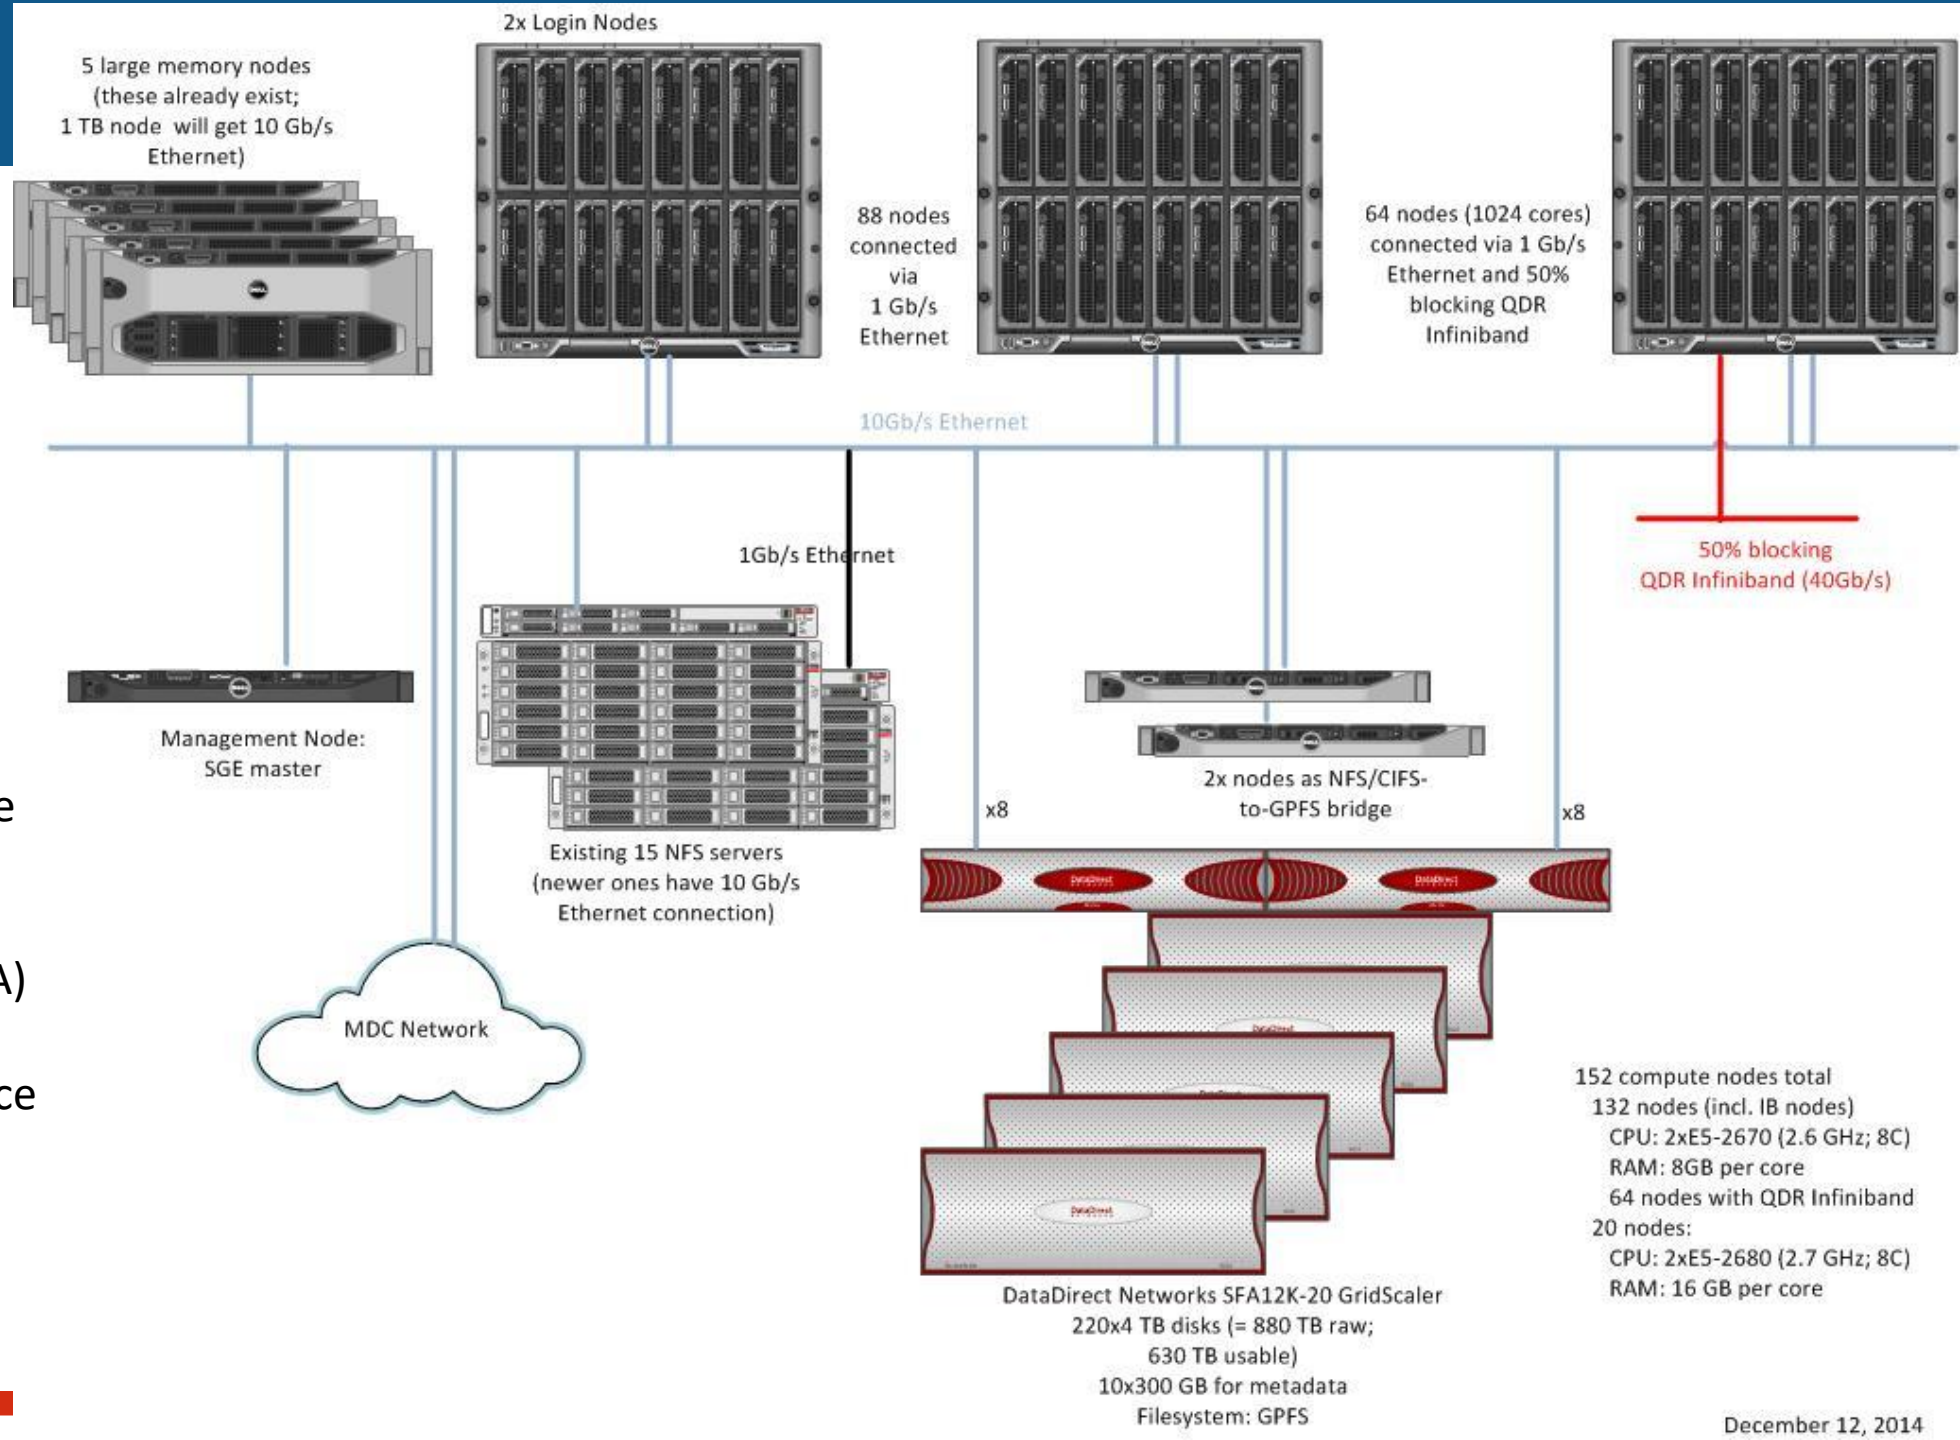 2x Login Nodes
5 large memory nodes
(these already exist;
1 TB node will get 10 Gb/s
Ethernet)
88 nodes
connected
via
1 Gb/s
Ethernet
64 nodes (1024 cores)
connected via 1 Gb/s
Ethernet and 50%
blocking QDR
Infiniband
10Gb/s Ethernet
1Gb/s Ethernet
50% blocking
QDR Infiniband (40Gb/s)
Management Node:
SGE master
Existing 15 NFS servers
(newer ones have 10 Gb/s
Ethernet connection)
2x nodes as NFS/CIFS-
to-GPFS bridge
x8
x8
e
A)
ce
MDC Network
DataDirect
DataDirect
DataDirect
DataDirect Networks SFA12K-20 GridScaler
220x4 TB disks (= 880 TB raw;
630 TB usable)
10x300 GB for metadata
Filesystem: GPFS
152 compute nodes total
132 nodes (incl. IB nodes)
CPU: 2xE5-2670 (2.6 GHz; 8C)
RAM: 8GB per core
64 nodes with QDR Infiniband
20 nodes:
CPU: 2xE5-2680 (2.7 GHz; 8C)
RAM: 16 GB per core
December 12, 2014